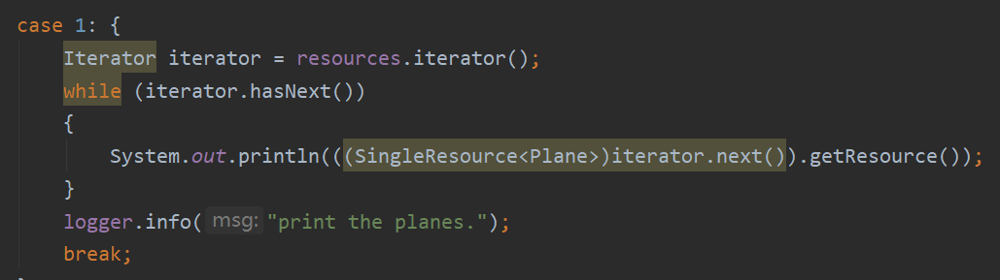 case 1: {
Iterator iterator = resources.iterator();
while (iterator.hasNext())
{
System.out.println(((SingleResource<Plane>)iterator.next()).getResource());
}
logger.info( msg: "print the planes.");
break;